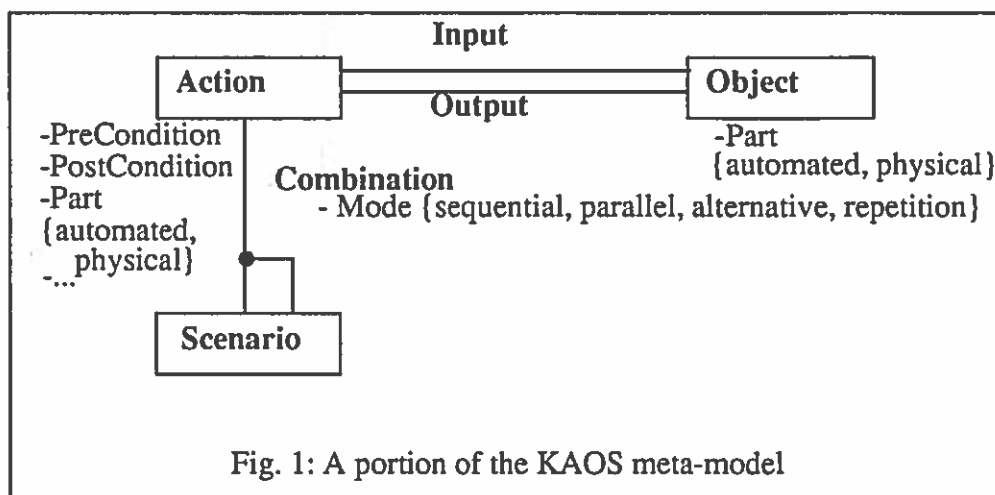 Input
Action
Object
Output
-PreCondition
-PostCondition
-Part
{automated,
physical}
-...
-Part
{automated, physical}
Combination
- Mode {sequential, parallel, alternative, repetition}
Scenario
Fig. 1: A portion of the KAOS meta-model